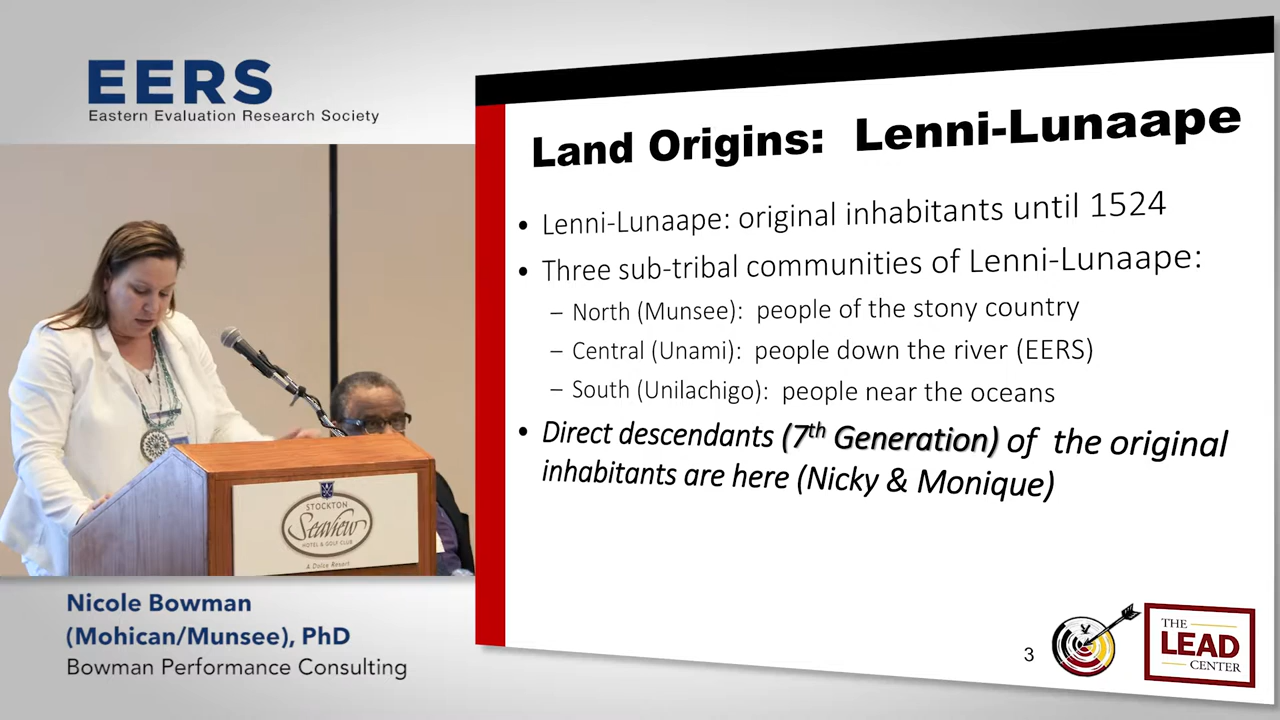 EERS
Eastern Evaluation Research Society
Land Origins: Lenni-Lunaape
• Lenni-Lunaape: original inhabitants until 1524
• Three sub-tribal communities of Lenni-Lunaape:
– North (Munsee): people of the stony country
– Central (Unami): people down the river (EERS)
– South (Unilachigo): people near the oceans
• Direct descendants (7th Generation) of the original
inhabitants are here (Nicky & Monique)
STOCKTON
Seaview
HOTEL & GOLF CLUB
A Dolce Resort
Nicole Bowman
(Mohican/Munsee), PhD
Bowman Performance Consulting
3
THE
LEAD
CENTER